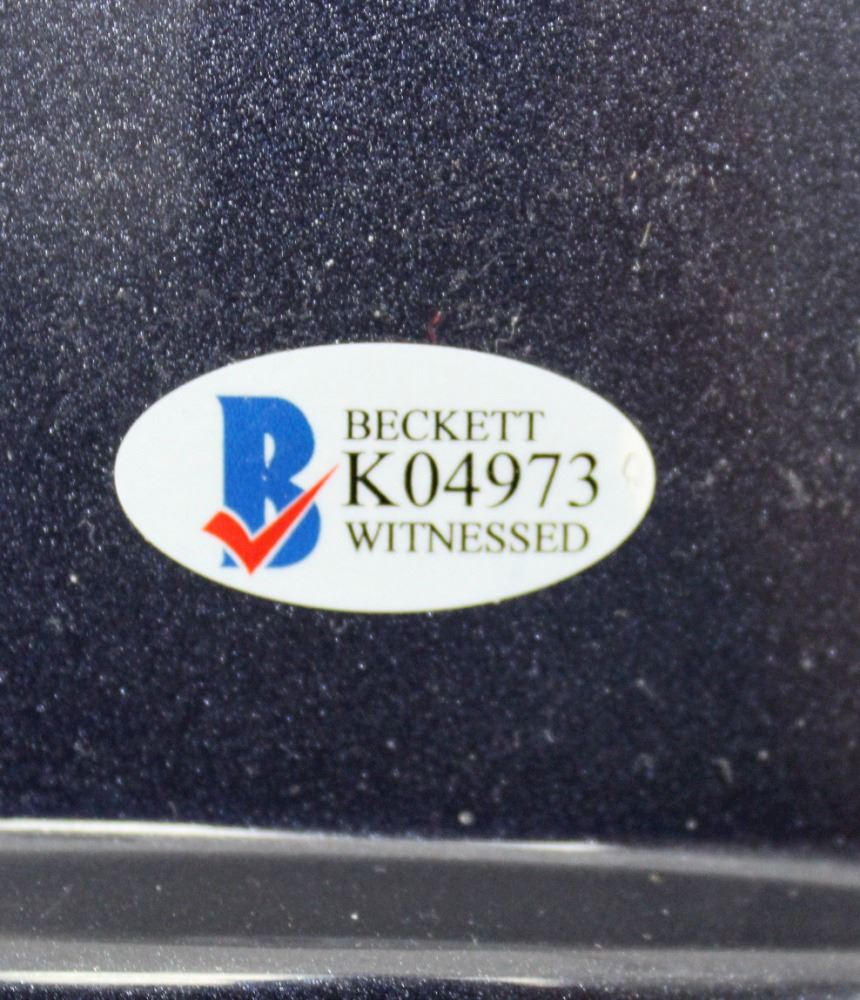 B
BECKETT
K04973
WITNESSED